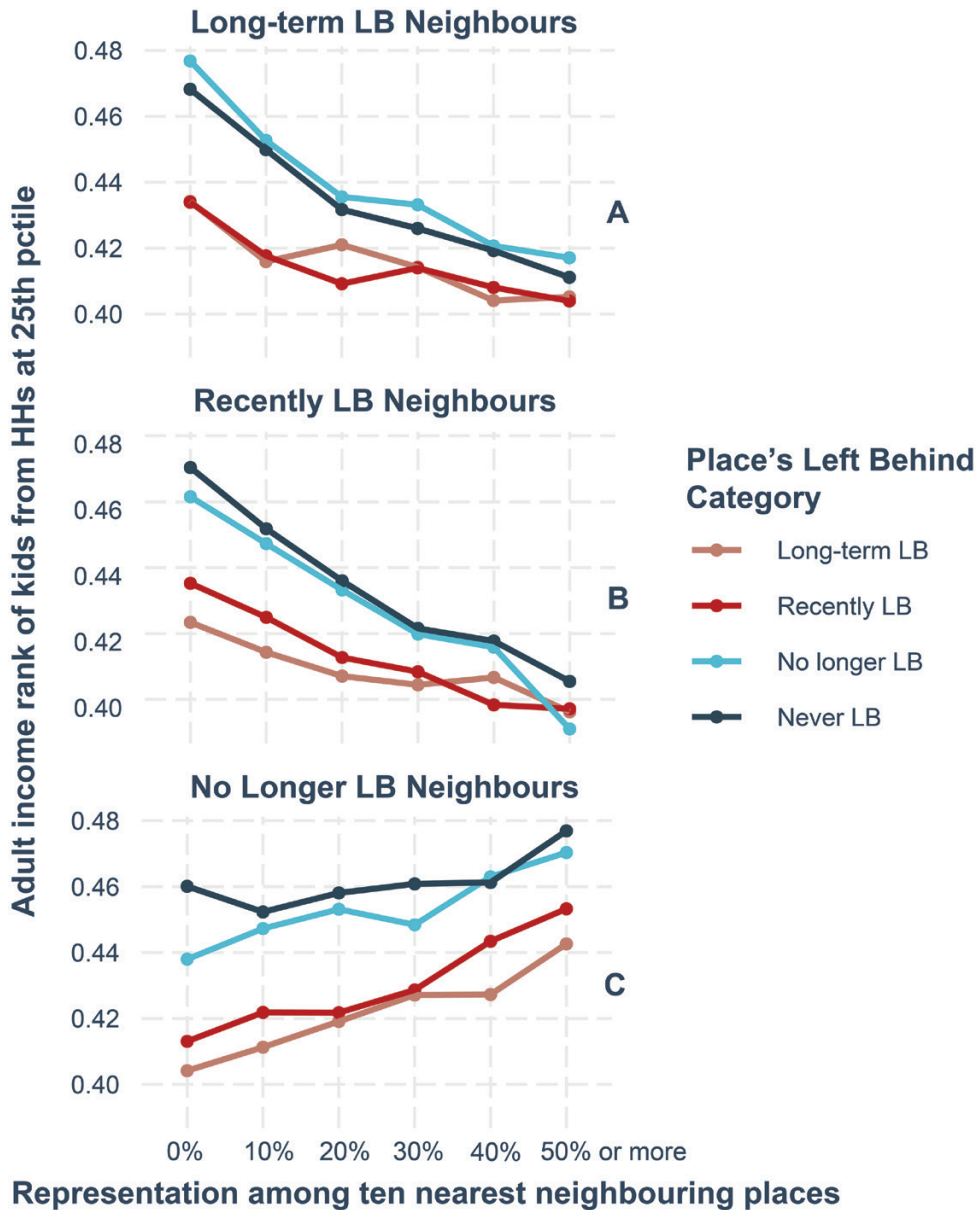 Long-term LB Neighbours
0.48
0.46
0.44
0.42
0.40
A
Recently LB Neighbours
0.48
0.46
0.44
0.42
0.40
B
No Longer LB Neighbours
0.48
0.46
0.44
0.42
0.40
C
0% 10% 20% 30% 40% 50% or more
Representation among ten nearest neighbouring places
Adult income rank of kids from HHs at 25th pctile
Place's Left Behind
Category
Long-term LB
Recently LB
No longer LB
Never LB